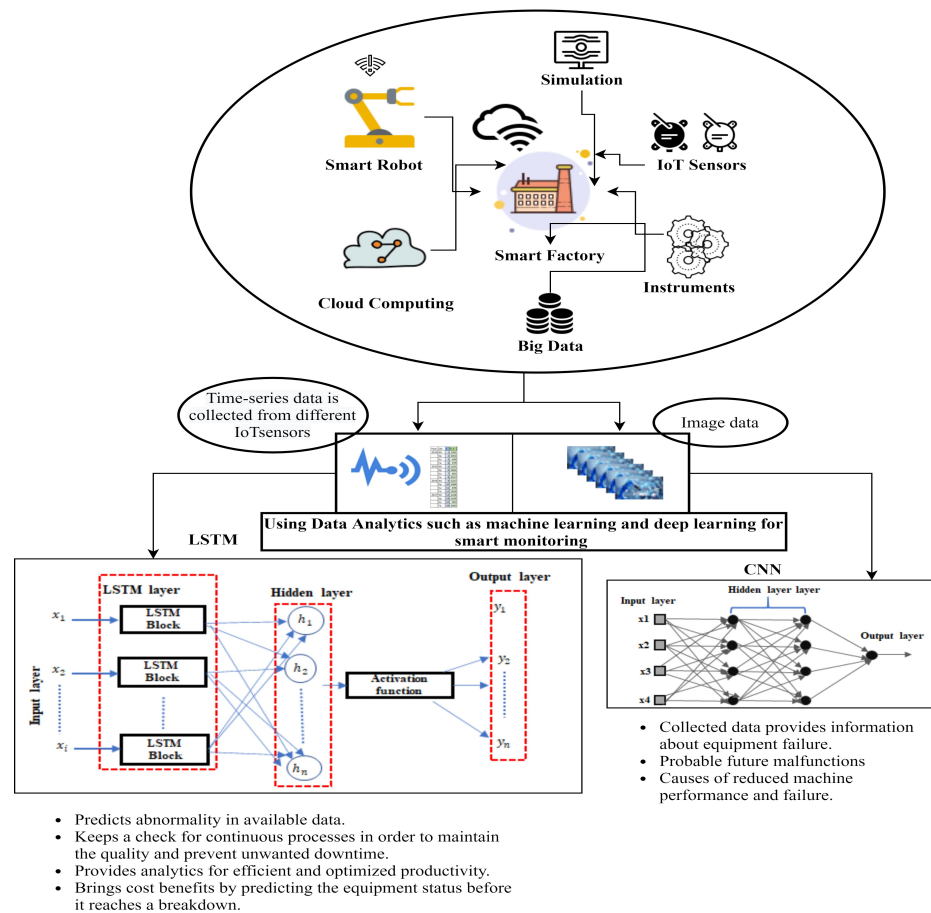 Simulation
Smart Robot
IoT Sensors
Smart Factory
Cloud Computing
Instruments
Big Data
Time-series data is
collected from different
IoTsensors
Image data
Using Data Analytics such as machine learning and deep learning for
smart monitoring
LSTM
LSTM layer
Hidden layer
Output layer
Input layer
x1
LSTM
Block
h1
y1
x2
LSTM
Block
h2
Activation
function
y2
xi
LSTM
Block
hn
yn
CNN
Hidden layer layer
Input layer
x1
x2
x3
x4
Output layer
• Collected data provides information
about equipment failure.
• Probable future malfunctions
• Causes of reduced machine
performance and failure.
• Predicts abnormality in available data.
• Keeps a check for continuous processes in order to maintain
the quality and prevent unwanted downtime.
• Provides analytics for efficient and optimized productivity.
• Brings cost benefits by predicting the equipment status before
it reaches a breakdown.